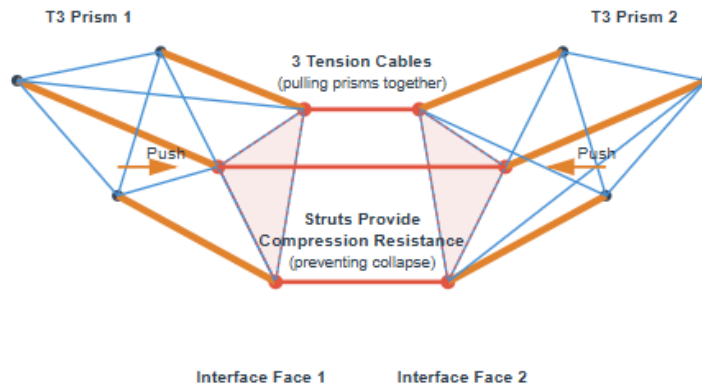 T3 Prism 1
T3 Prism 2
3 Tension Cables
(pulling prisms together)
Push
Push
Struts Provide
Compression Resistance
(preventing collapse)
Interface Face 1
Interface Face 2